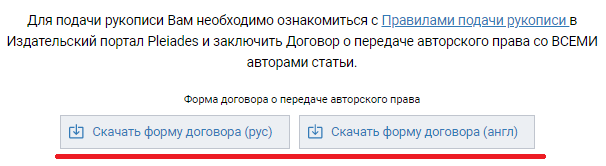 Для подачи рукописи Вам необходимо ознакомиться с Правилами подачи рукописи в
Издательский портал Pleiades и заключить Договор о передаче авторского права со ВСЕМИ
авторами статьи.
Форма договора о передаче авторского права
Скачать форму договора (рус) Скачать форму договора (англ)